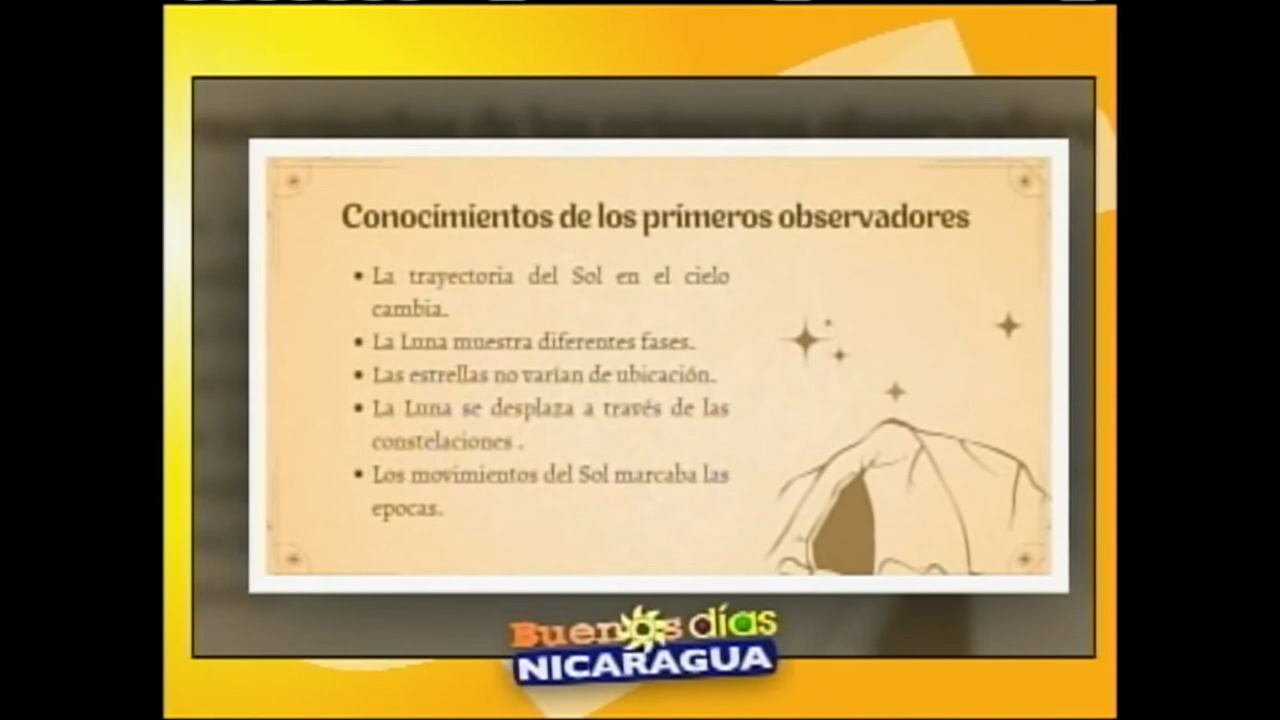 Conocimientos de los primeros observadores
• La trayectoria del Sol en el cielo
cambia.
• La Luna muestra diferentes fases.
• Las estrellas no varían de ubicación.
• La Luna se desplaza a través de las
constelaciones .
• Los movimientos del Sol marcaba las
epocas.
Buenos días
NICARAGUA